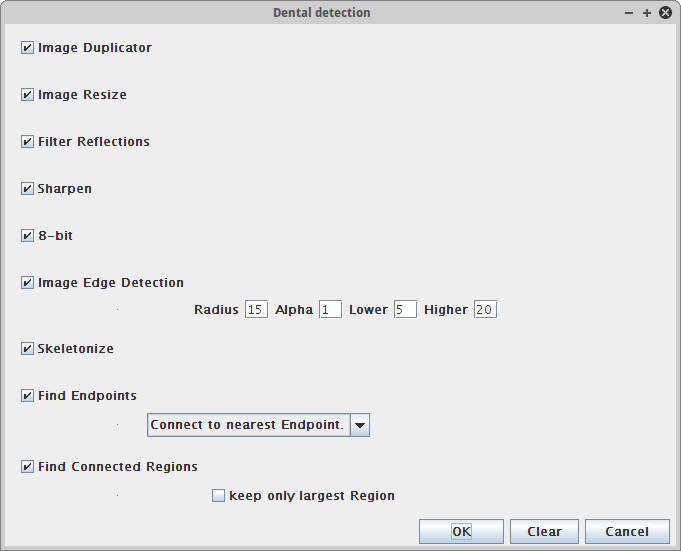 Dental detection
Image Duplicator
Image Resize
Filter Reflections
Sharpen
8-bit
Image Edge Detection
Radius 15 Alpha 1 Lower 5 Higher 20
Skeletonize
Find Endpoints
Connect to nearest Endpoint.
Find Connected Regions
keep only largest Region
OK Clear Cancel